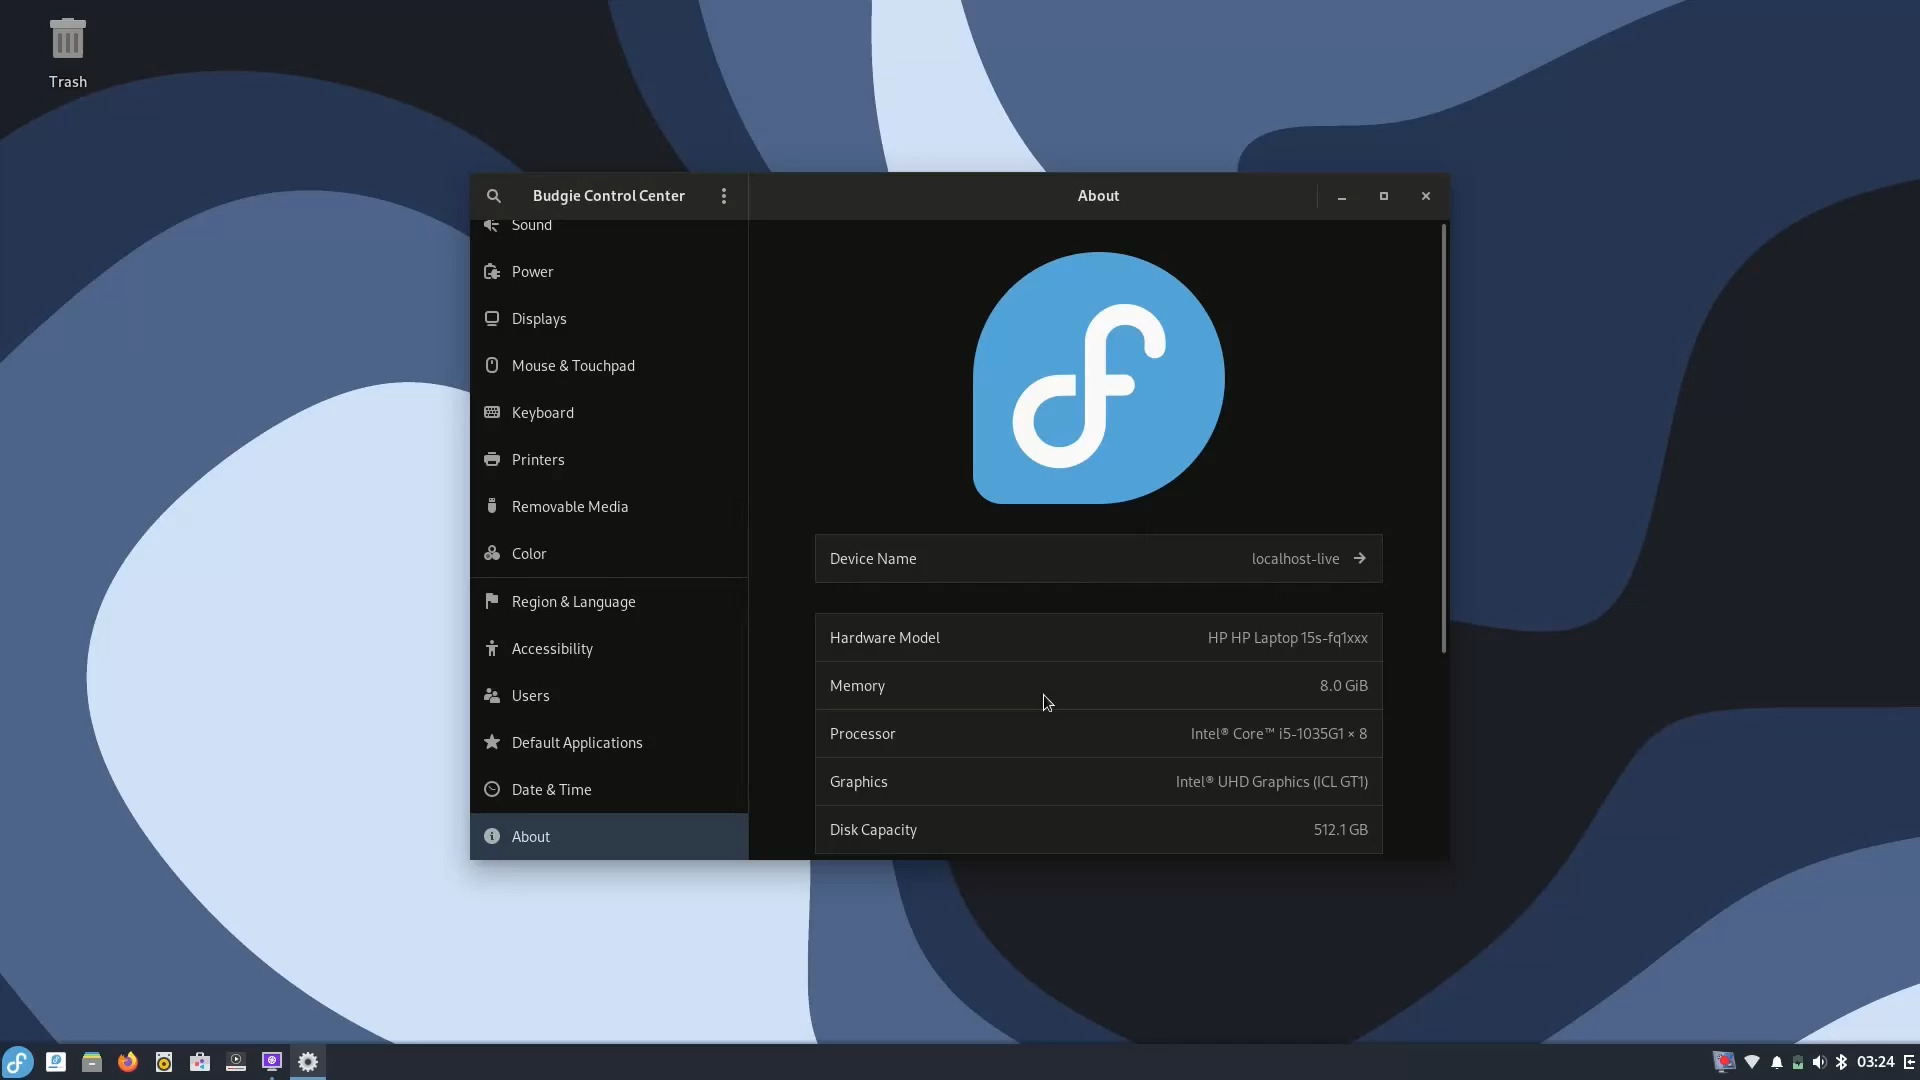 Trash
Budgie Control Center
About
Sound
Power
Displays
Mouse & Touchpad
Keyboard
Printers
Removable Media
Color
Region & Language
Accessibility
Users
Default Applications
Date & Time
About
Device Name localhost-live
Hardware Model HP HP Laptop 15s-fq1xxx
Memory 8.0 GiB
Processor Intel® Core™ i5-1035G1 × 8
Graphics Intel® UHD Graphics (ICL GT1)
Disk Capacity 512.1 GB
03:24